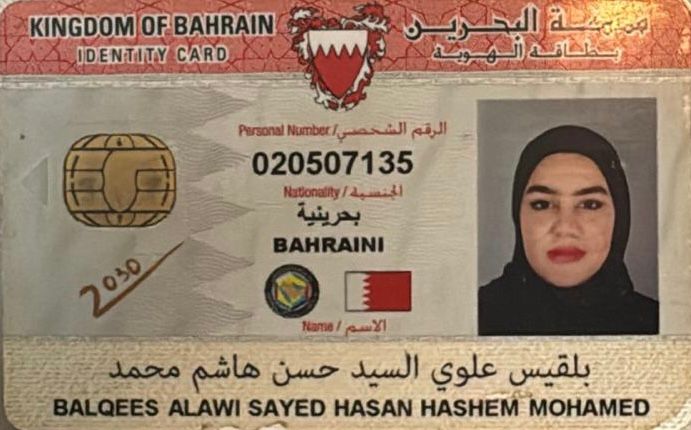 KINGDOM OF BAHRAIN
IDENTITY CARD
مملكة البحرين
بطاقة الهوية
Personal Number / الرقم الشخصي
020507135
Nationality / الجنسية
بحرينية
BAHRAINI
2030
Name / الاسم
بلقيس علوي السيد حسن هاشم محمد
BALQEES ALAWI SAYED HASAN HASHEM MOHAMED